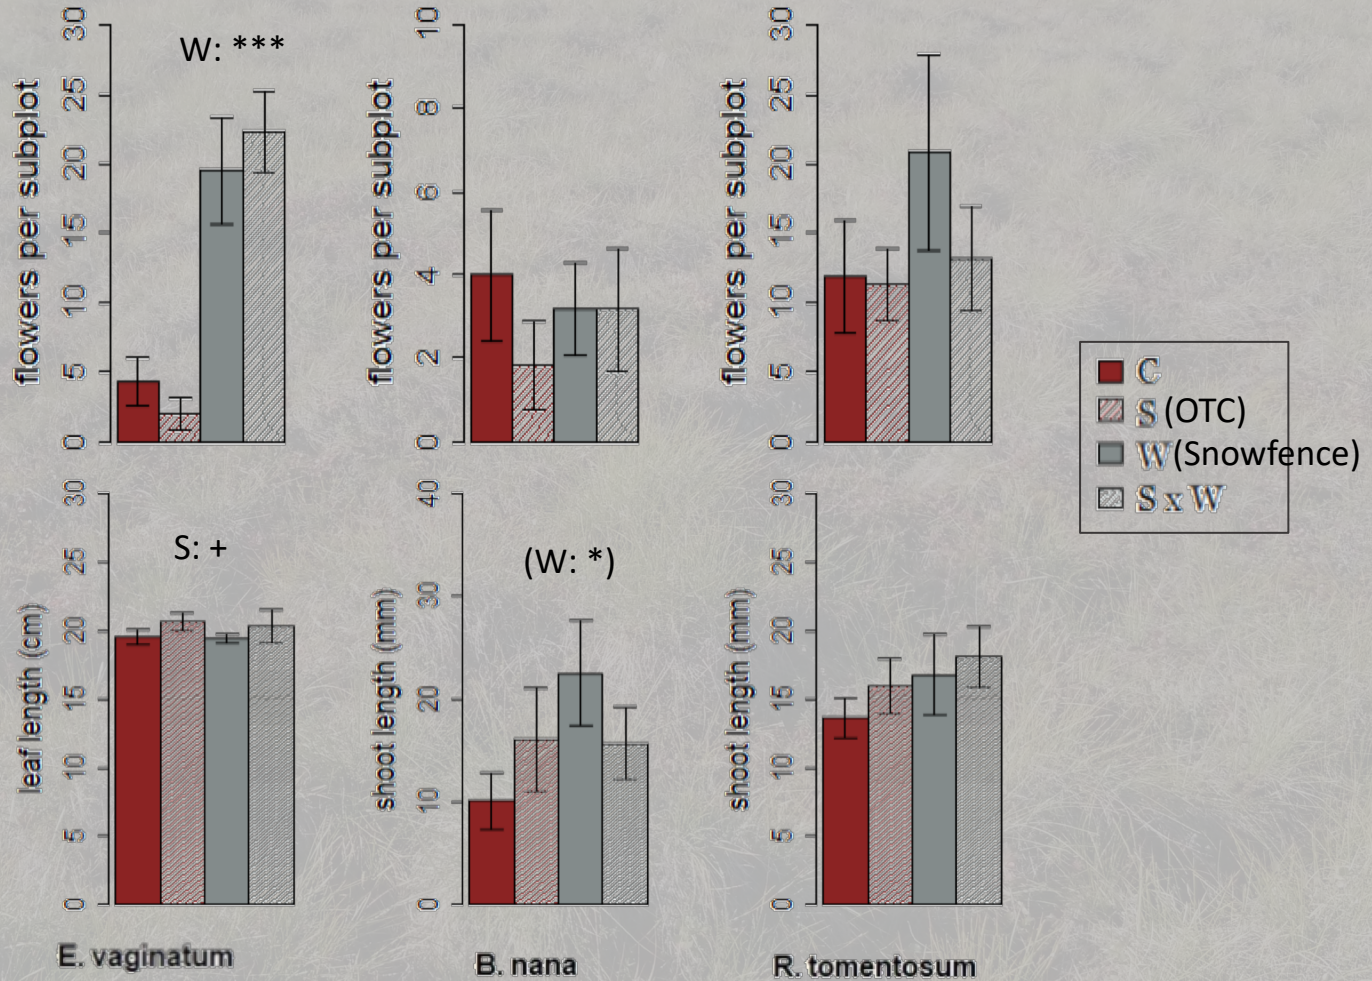 W: ***
flowers per subplot
0 5 10 15 20 25 30
flowers per subplot
0 2 4 6 8 10
flowers per subplot
0 5 10 15 20 25 30
C
S (OTC)
W (Snowfence)
S x W
S: +
leaf length (cm)
0 5 10 15 20 25 30
(W: *)
shoot length (mm)
0 10 20 30 40
shoot length (mm)
0 5 10 15 20 25 30
E. vaginatum
B. nana
R. tomentosum